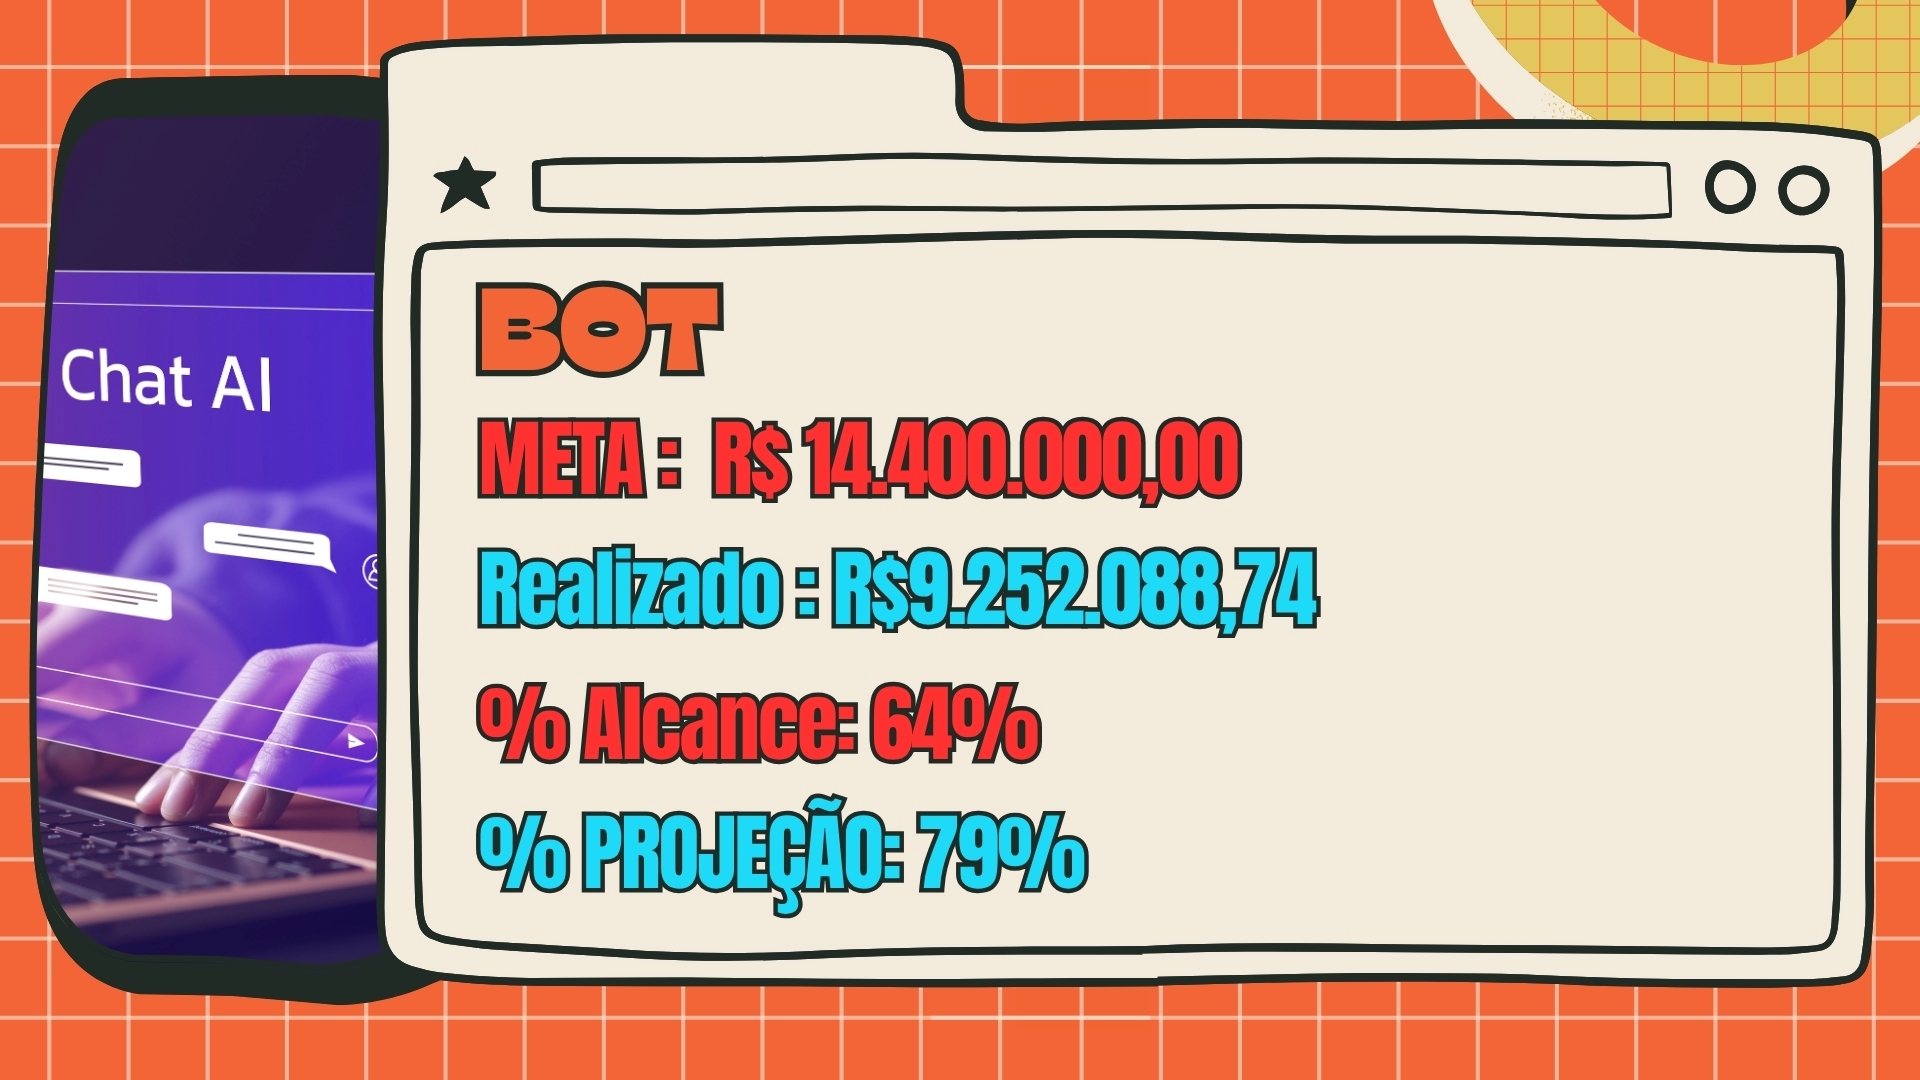 Chat AI
BOT
META : R$ 14.400.000,00
Realizado : R$9.252.088,74
% Alcance: 64%
% PROJEÇÃO: 79%